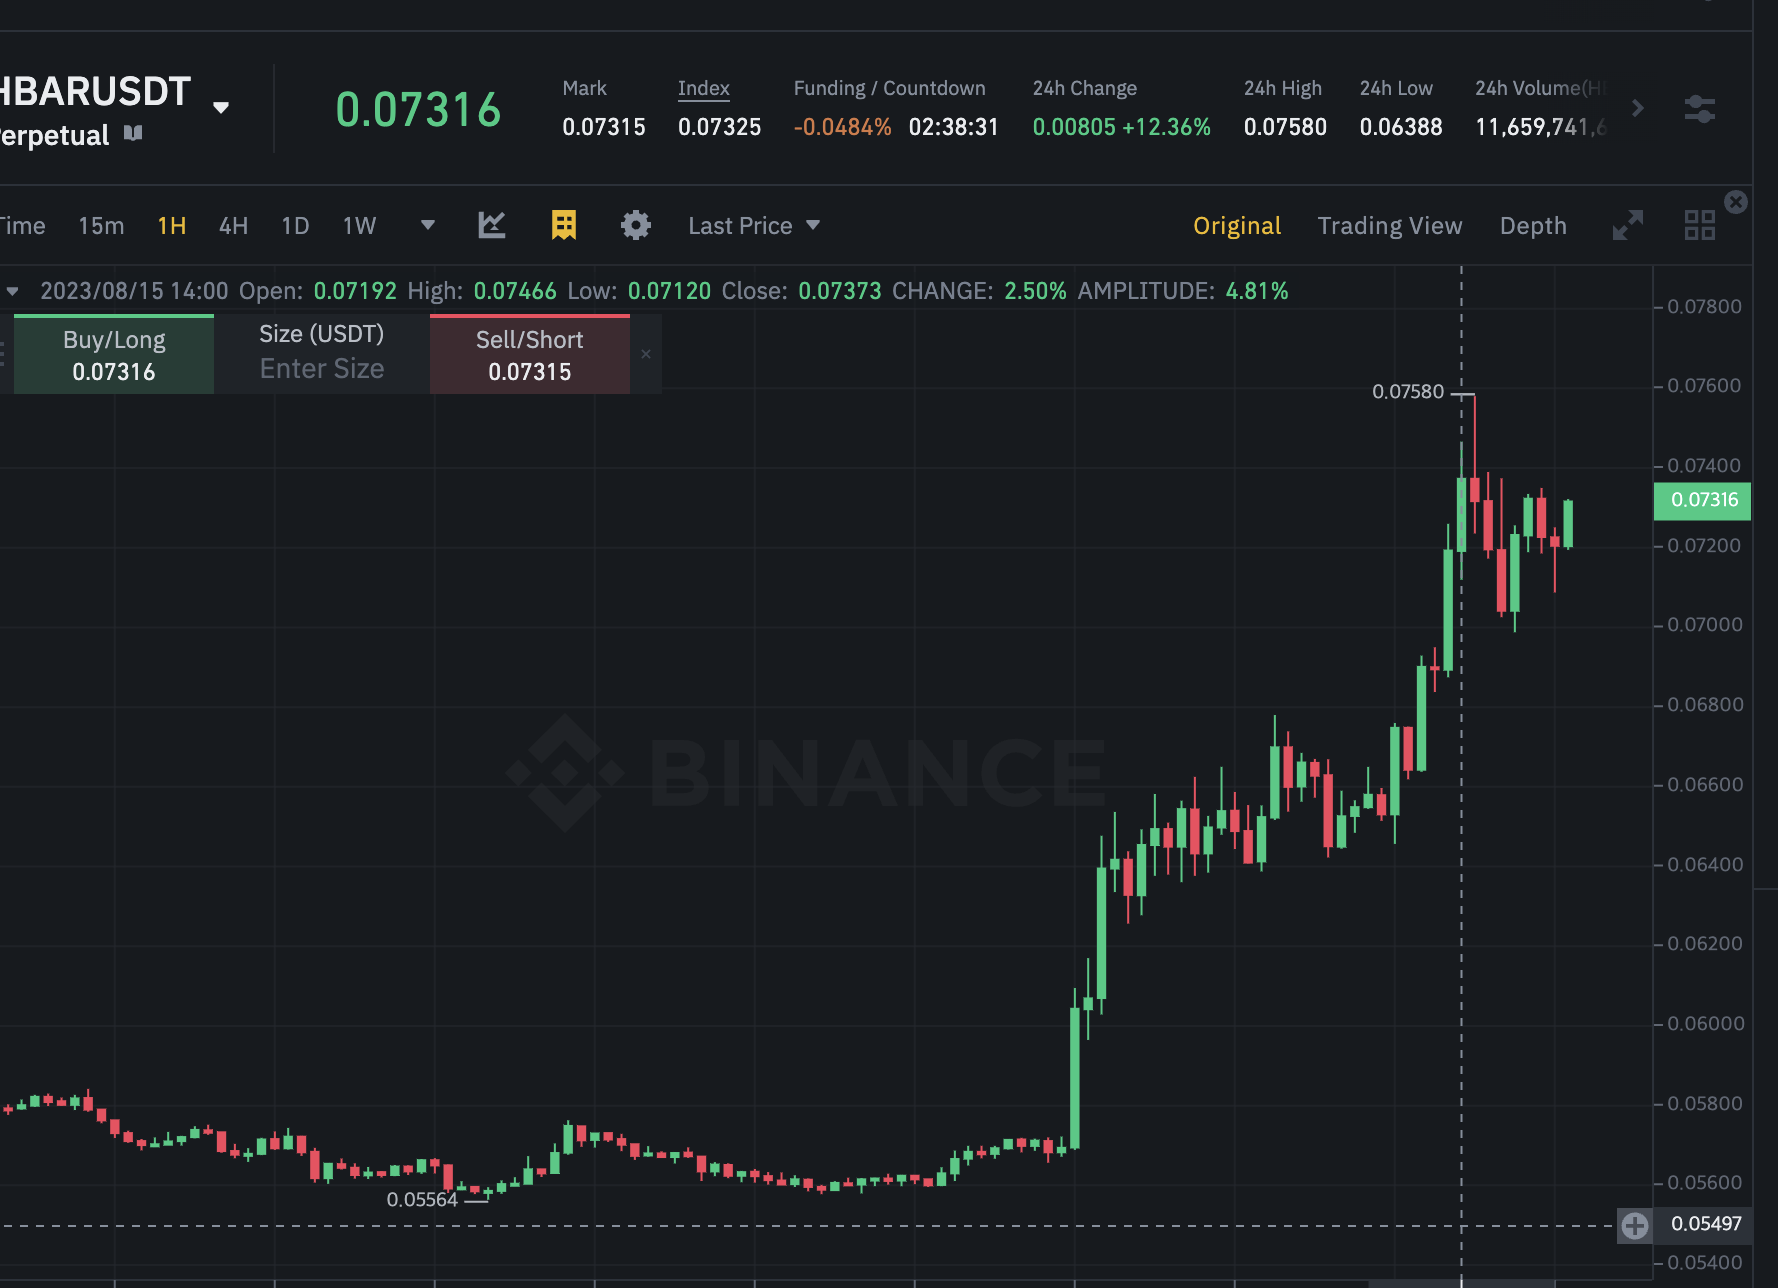 HBARUSDT
Perpetual
0.07316
Mark
0.07315
Index
0.07325
Funding / Countdown
-0.0484% 02:38:31
24h Change
0.00805 +12.36%
24h High
0.07580
24h Low
0.06388
24h Volume(H
11,659,741,6
Time 15m 1H 4H 1D 1W Last Price Original Trading View Depth
2023/08/15 14:00 Open: 0.07192 High: 0.07466 Low: 0.07120 Close: 0.07373 CHANGE: 2.50% AMPLITUDE: 4.81%
Buy/Long
0.07316
Size (USDT)
Enter Size
Sell/Short
0.07315
0.07800
0.07580
0.07600
0.07400
0.07316
0.07200
0.07000
0.06800
BINANCE
0.06600
0.06400
0.06200
0.06000
0.05800
0.05600
0.05564
0.05497
0.05400